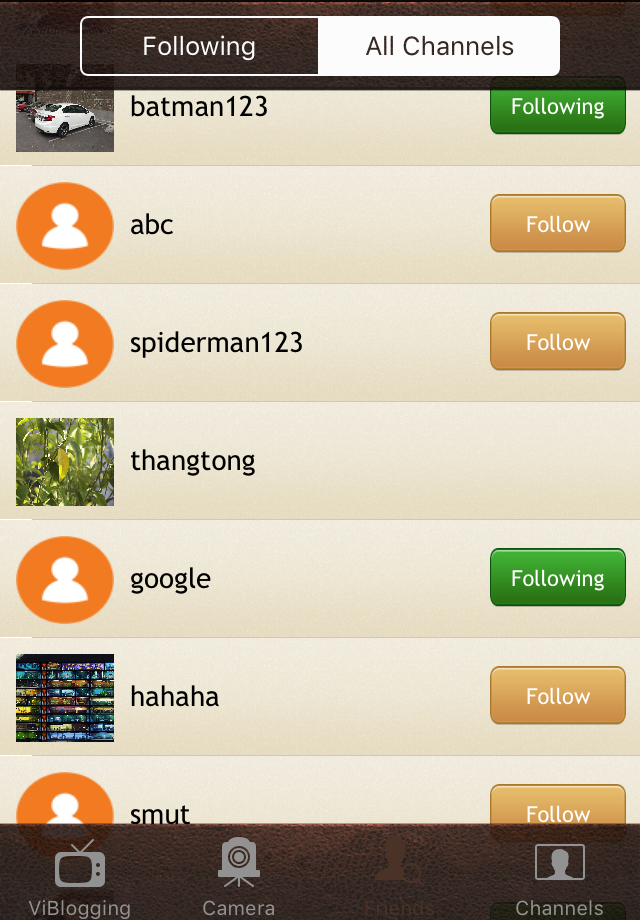 Following
All Channels
batman123
Following
abc
Follow
spiderman123
Follow
thangtong
google
Following
hahaha
Follow
smut
Follow
ViBlogging
Camera
Friends
Channels